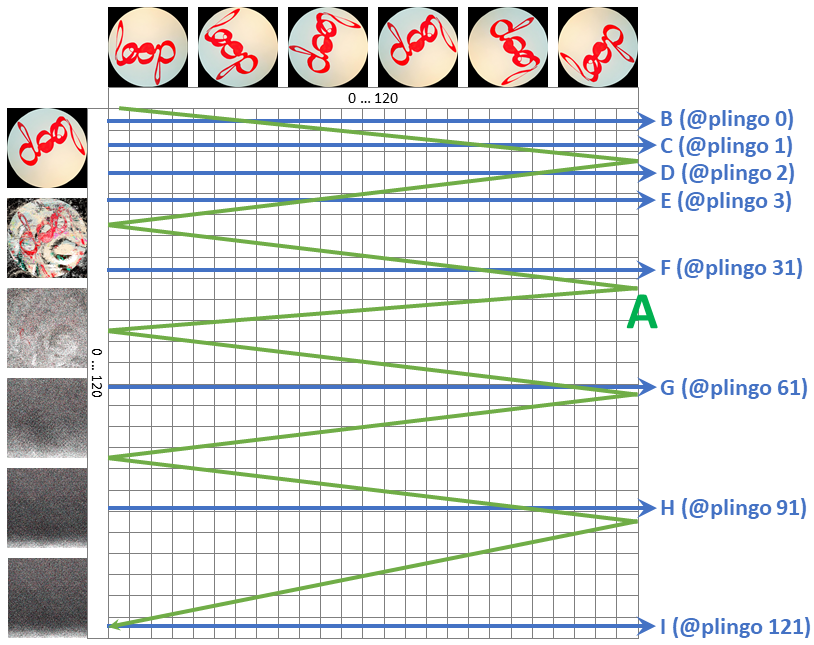 0 ... 120
B (@plingo 0)
C (@plingo 1)
D (@plingo 2)
E (@plingo 3)
F (@plingo 31)
A
0 ... 120
G (@plingo 61)
H (@plingo 91)
I (@plingo 121)